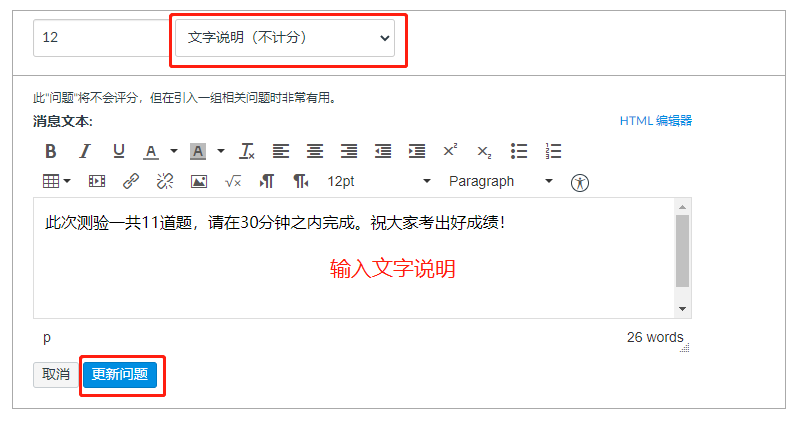 12 文字说明（不计分）
此"问题"将不会评分，但在引入一组相关问题时非常有用。
消息文本: HTML 编辑器
B I U A A Tx x² x₂
√x 12pt Paragraph
此次测验一共11道题，请在30分钟之内完成。祝大家考出好成绩！
输入文字说明
p 26 words
取消 更新问题